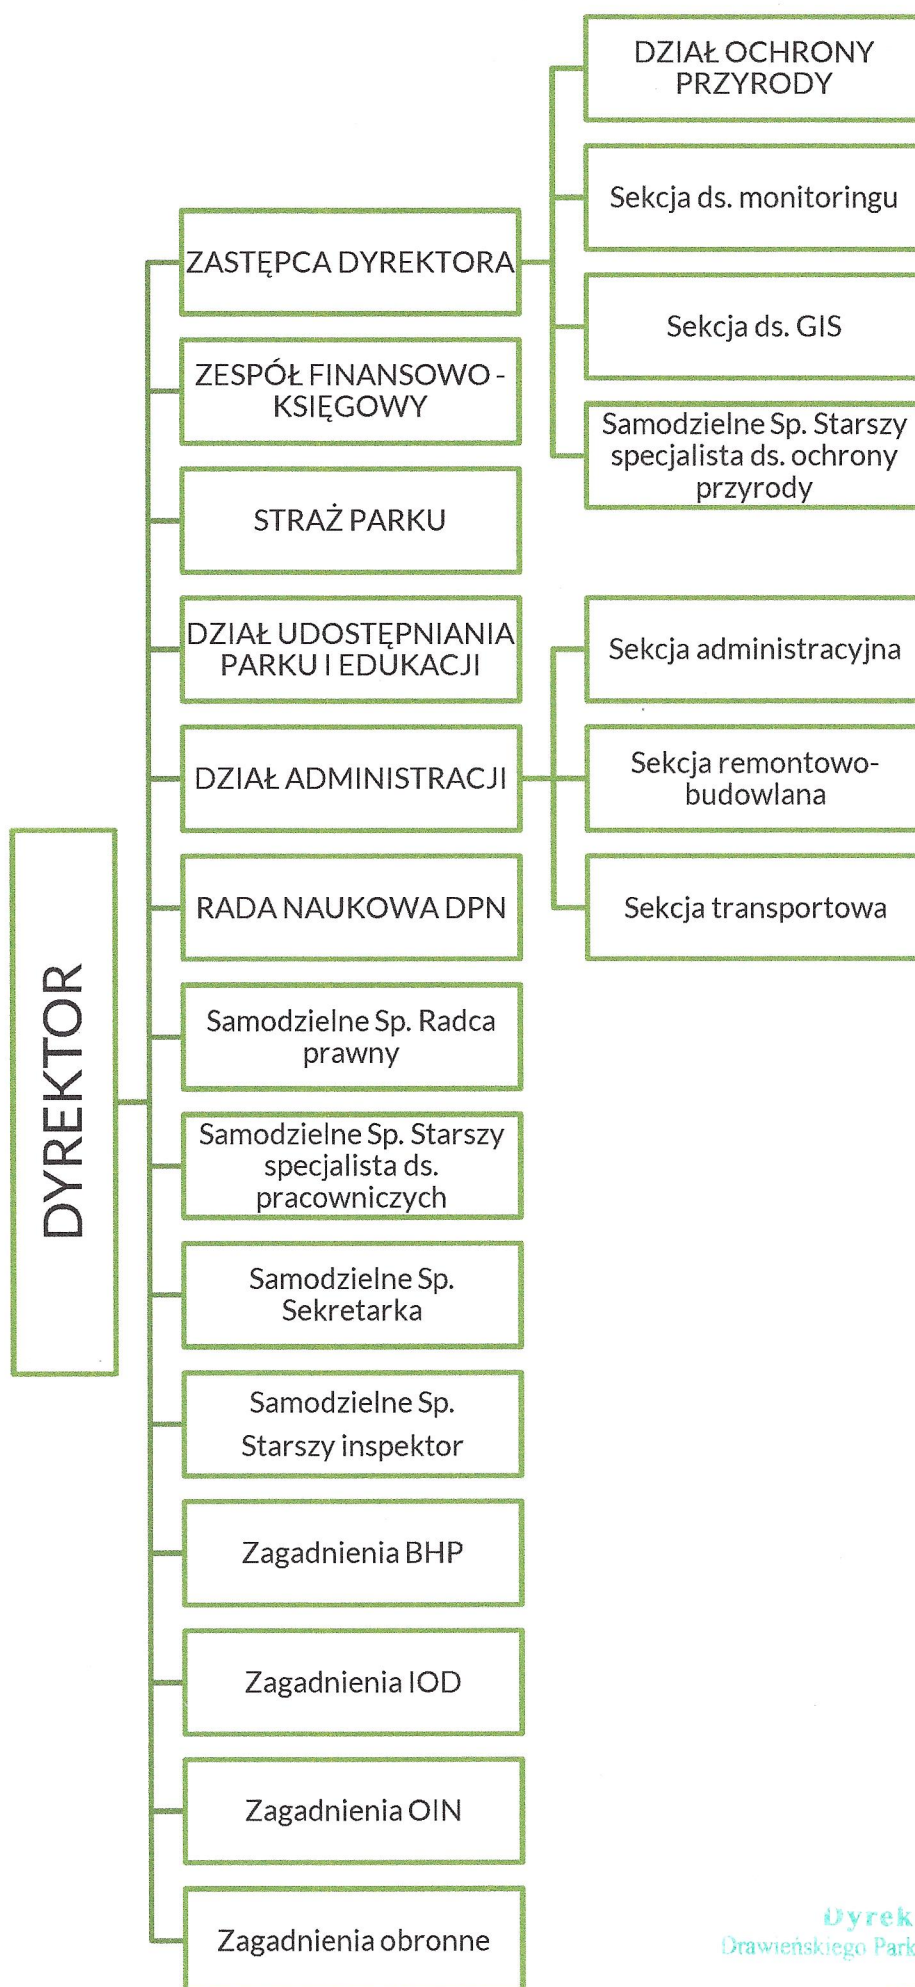 DYREKTOR
ZASTĘPCA DYREKTORA
DZIAŁ OCHRONY
PRZYRODY
Sekcja ds. monitoringu
Sekcja ds. GIS
Samodzielne Sp. Starszy
specjalista ds. ochrony
przyrody
ZESPÓŁ FINANSOWO -
KSIĘGOWY
STRAŻ PARKU
DZIAŁ UDOSTĘPNIANIA
PARKU I EDUKACJI
DZIAŁ ADMINISTRACJI
Sekcja administracyjna
Sekcja remontowo-
budowlana
Sekcja transportowa
RADA NAUKOWA DPN
Samodzielne Sp. Radca
prawny
Samodzielne Sp. Starszy
specjalista ds.
pracowniczych
Samodzielne Sp.
Sekretarka
Samodzielne Sp.
Starszy inspektor
Zagadnienia BHP
Zagadnienia IOD
Zagadnienia OIN
Zagadnienia obronne
Dyrek
Drawieńskiego Park